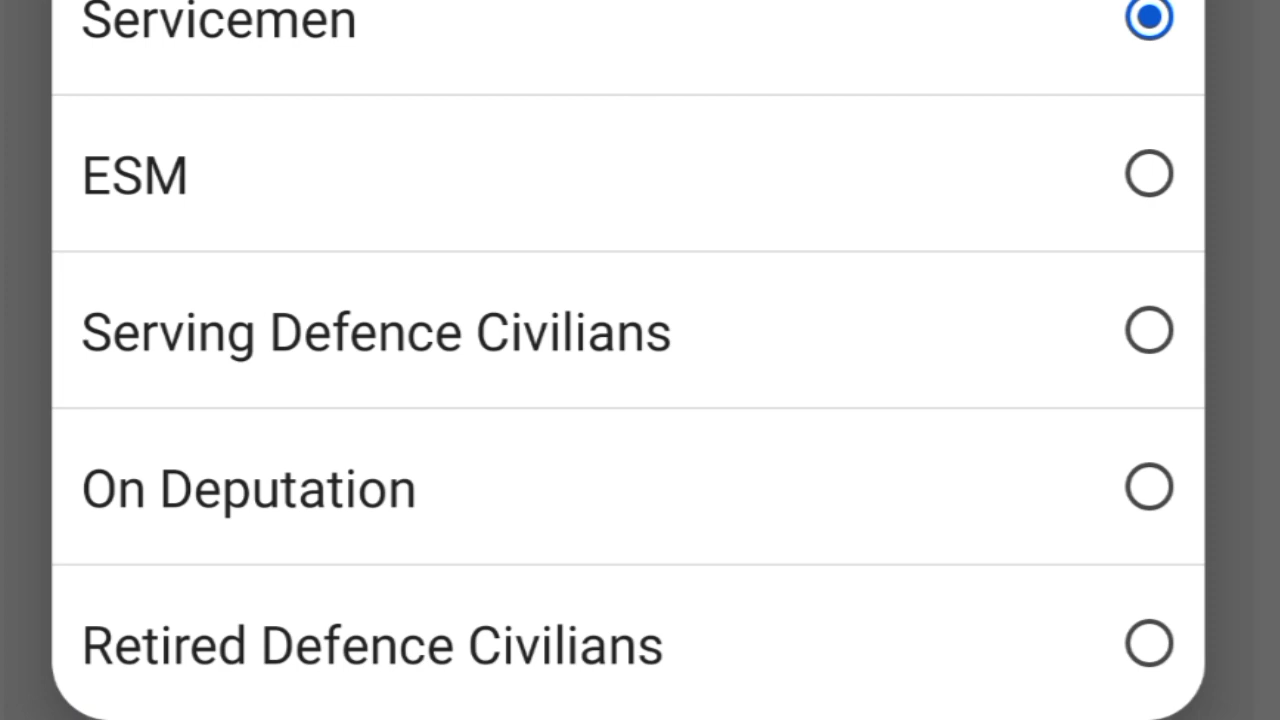 Servicemen
ESM
Serving Defence Civilians
On Deputation
Retired Defence Civilians